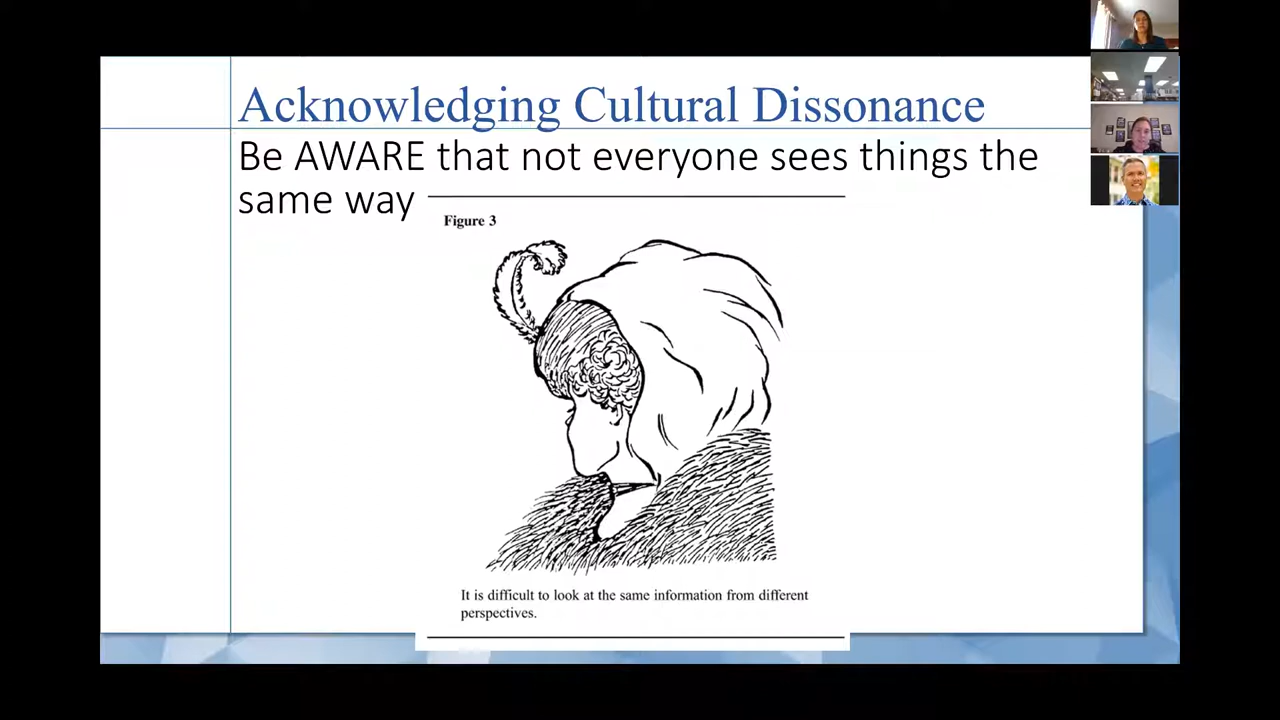 Acknowledging Cultural Dissonance
Be AWARE that not everyone sees things the
same way
Figure 3
It is difficult to look at the same information from different
perspectives.